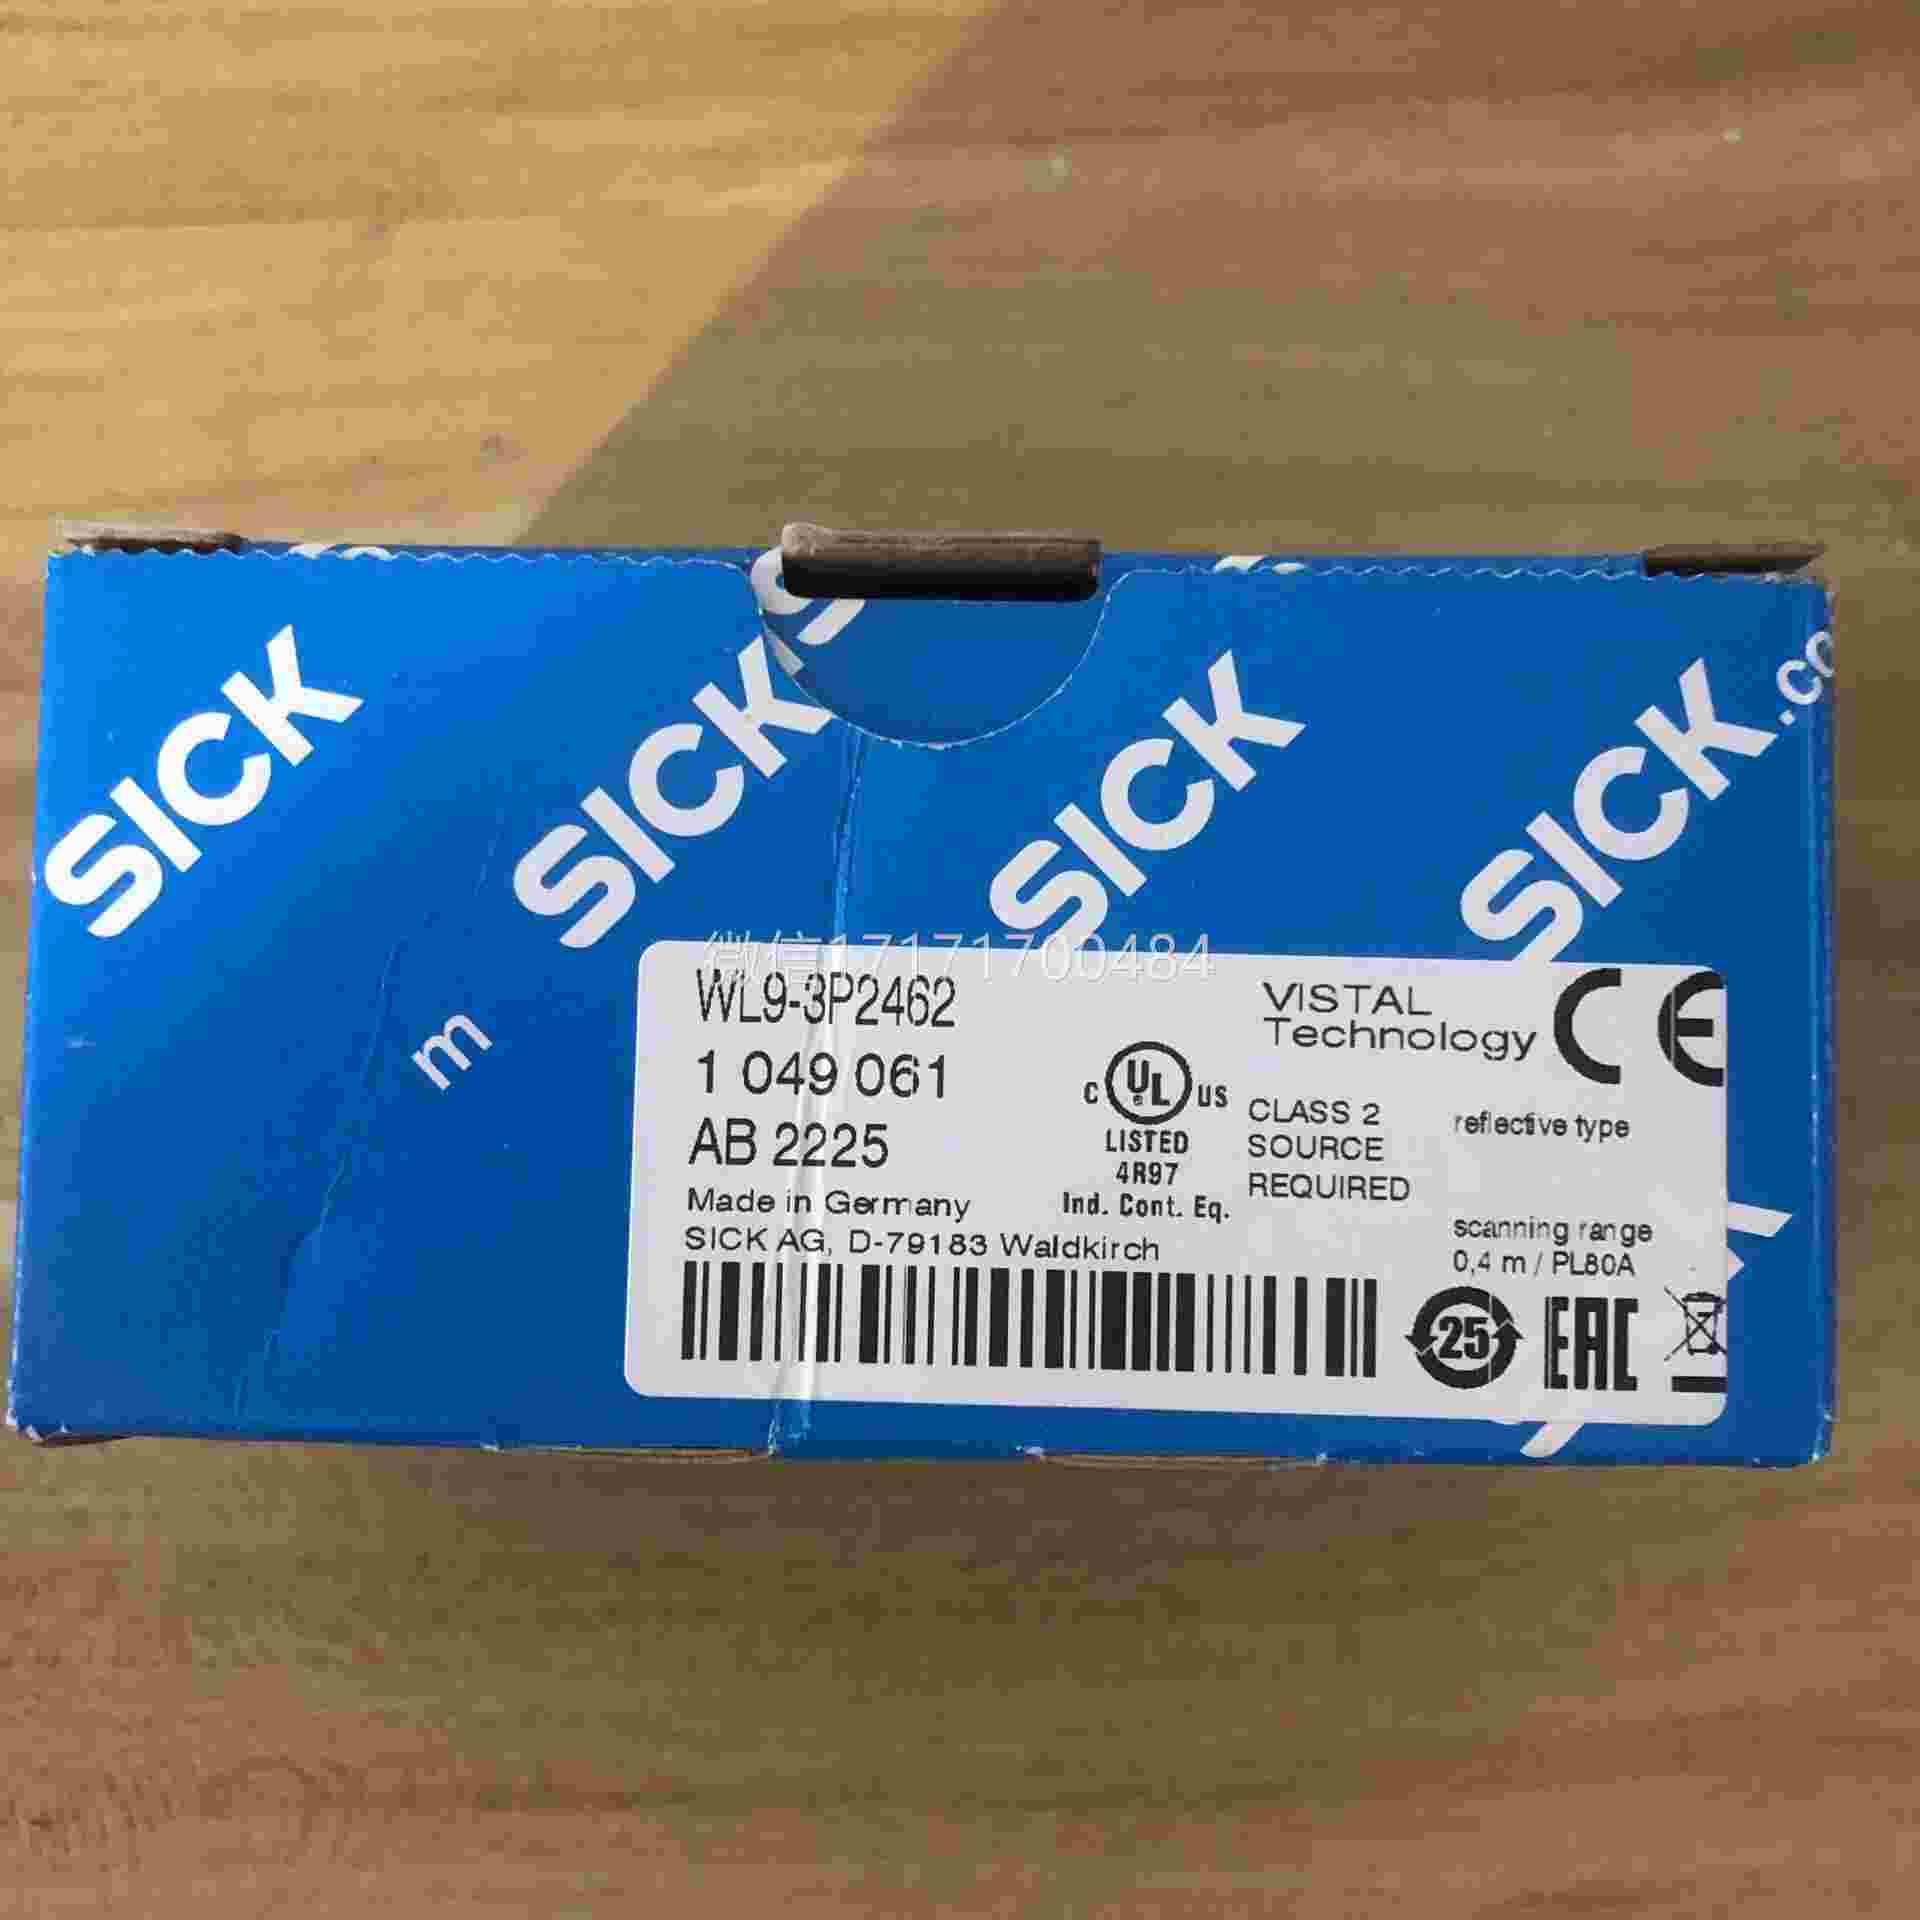 SICK
SICK
SICK
SICK.co
m
微信17171700484
WL9-3P2462
1 049 061
AB 2225
Made in Germany
SICK AG, D-79183 Waldkirch
C UL US
LISTED
4R97
Ind. Cont. Eq.
VISTAL
Technology
CE
CLASS 2
SOURCE
REQUIRED
reflective type
scanning range
0,4 m / PL80A
25
EAC